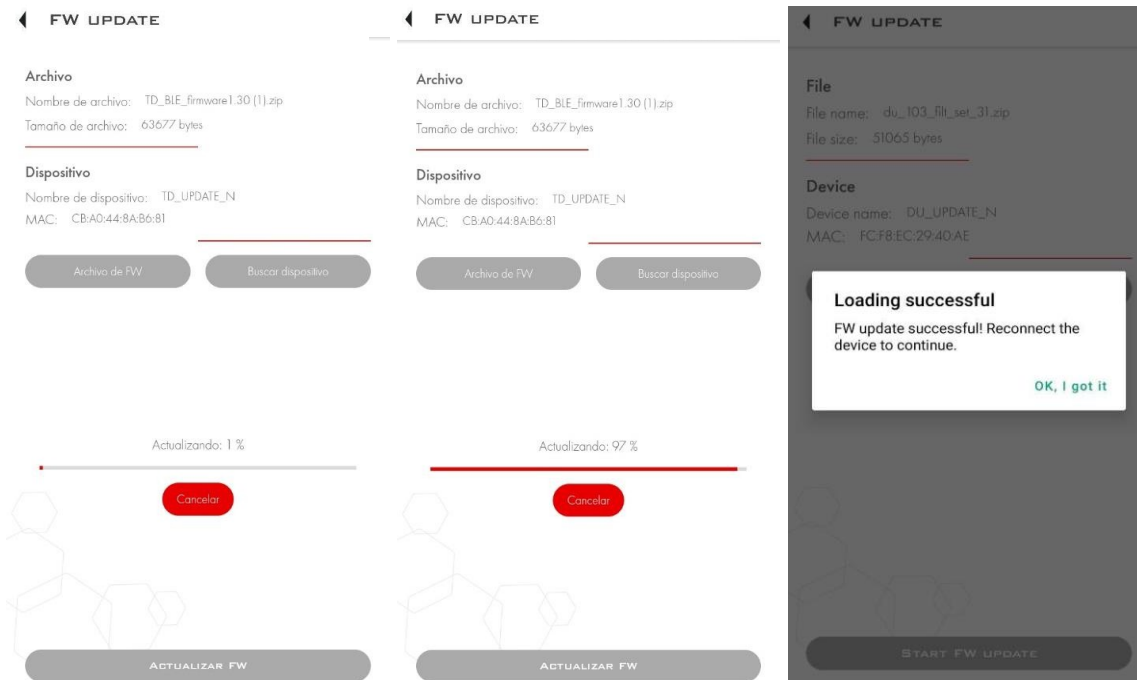 FW UPDATE
Archivo
Nombre de archivo: TD_BLE_firmware1.30 (1).zip
Tamaño de archivo: 63677 bytes
Dispositivo
Nombre de dispositivo: TD_UPDATE_N
MAC: CB:A0:44:8A:B6:81
Archivo de FW
Buscar dispositivo
Actualizando: 1 %
Cancelar
ACTUALIZAR FW
FW UPDATE
Archivo
Nombre de archivo: TD_BLE_firmware1.30 (1).zip
Tamaño de archivo: 63677 bytes
Dispositivo
Nombre de dispositivo: TD_UPDATE_N
MAC: CB:A0:44:8A:B6:81
Archivo de FW
Buscar dispositivo
Actualizando: 97 %
Cancelar
ACTUALIZAR FW
FW UPDATE
File
File name: du_103_filt_set_31.zip
File size: 51065 bytes
Device
Device name: DU_UPDATE_N
MAC: FC:F8:EC:29:40:AE
Loading successful
FW update successful! Reconnect the
device to continue.
OK, I got it
START FW UPDATE